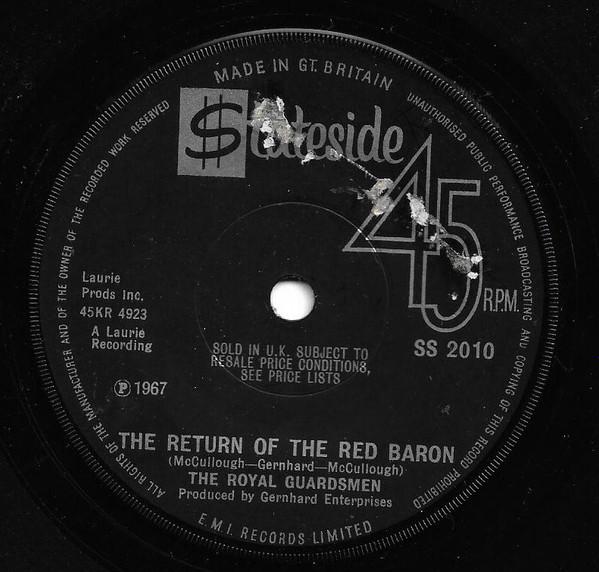 MADE IN GT. BRITAIN
Stateside
45
R.P.M.
SS 2010
Laurie
Prods Inc.
45KR 4923
A Laurie
Recording
SOLD IN U.K. SUBJECT TO
RESALE PRICE CONDITIONS,
SEE PRICE LISTS
Ⓟ 1967
THE RETURN OF THE RED BARON
(McCullough—Gernhard—McCullough)
THE ROYAL GUARDSMEN
Produced by Gernhard Enterprises
E.M.I. RECORDS LIMITED
ALL RIGHTS OF THE MANUFACTURER AND OF THE OWNER OF THE RECORDED WORK RESERVED
UNAUTHORISED PUBLIC PERFORMANCE BROADCASTING AND COPYING OF THIS RECORD PROHIBITED